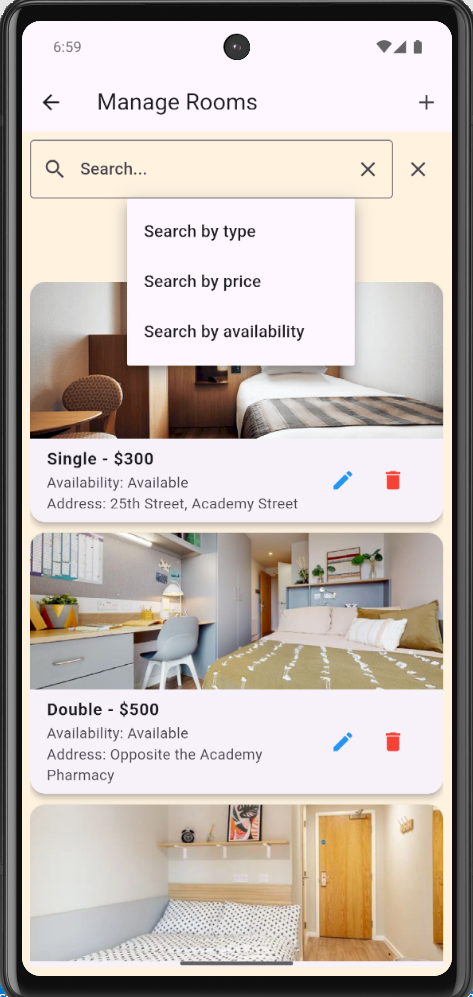 6:59
Manage Rooms
Search...
Search by type
Search by price
Search by availability
Single - $300
Availability: Available
Address: 25th Street, Academy Street
Double - $500
Availability: Available
Address: Opposite the Academy
Pharmacy